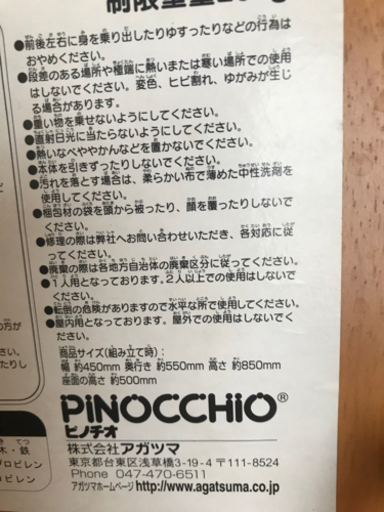 制限重量
●前後左右に身を乗り出したりゆすったりなどの行為は
おやめください。
●段差のある場所や極端に熱いまたは寒い場所での使用
はしないでください。変色、ヒビ割れ、ゆがみが生じ
る場合があります。
●重い物を乗せないようにしてください。
●直射日光に当たらないようにしてください。
●熱いなべややかんなどを置かないでください。
●本体を引きずったりしないでください。
●汚れを落とす場合は、柔らかい布で薄めた中性洗剤を
使用してください。
●梱包材の袋を頭から被ったり、顔を覆ったりしないで
ください。
●修理の際は弊社へお問い合わせいただき、各対応に従
ってください。
●廃棄の際は各地方自治体の廃棄区分に従ってください。
●1人用となっております。2人以上での使用はしないで
ください。
●転倒の危険がありますので水平な所で使用してください。
●屋内用となっております。屋外での使用はしないでく
ださい。
商品サイズ(組み立て時):
幅 約450mm 奥行き 約550mm 高さ 約850mm
座面の高さ 約500mm
PiNOCCHiO®
ピノチオ
株式会社アガツマ
東京都台東区浅草橋3-19-4 〒111-8524
Phone 047-470-6511
アガツマホームページ http://www.agatsuma.co.jp
の方が
たりし
木・鉄
プロピレン
ロピレン